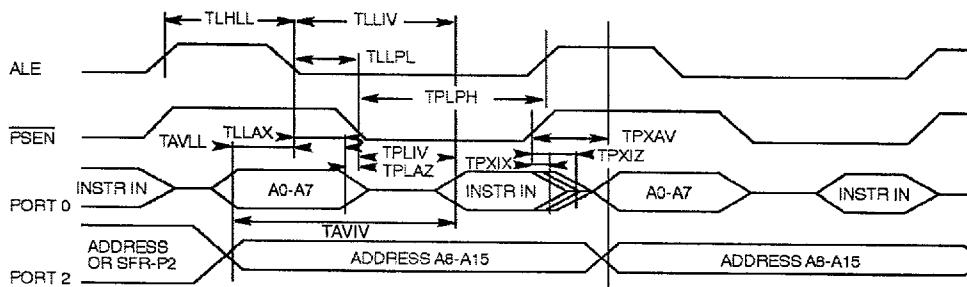 TLHLL
TLLIV
TLLPL
ALE
TPLPH
PSEN
TLLAX
TPXAV
TAVLL
TPLIV
TPXIZ
TPXIX
TPLAZ
INSTR IN
A0-A7
INSTR IN
A0-A7
INSTR IN
PORT 0
TAVIV
ADDRESS
OR SFR-P2
ADDRESS A8-A15
ADDRESS A8-A15
PORT 2